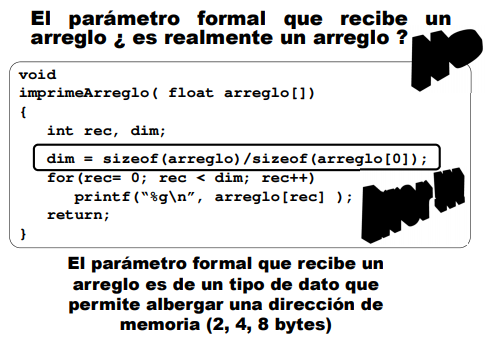 El parámetro formal que recibe un
arreglo ¿ es realmente un arreglo ?
void
imprimeArreglo( float arreglo[])
{
int rec, dim;
dim = sizeof(arreglo)/sizeof(arreglo[0]);
for(rec= 0; rec < dim; rec++)
printf(“%g\n”, arreglo[rec] );
return;
}
El parámetro formal que recibe un
arreglo es de un tipo de dato que
permite albergar una dirección de
memoria (2, 4, 8 bytes)